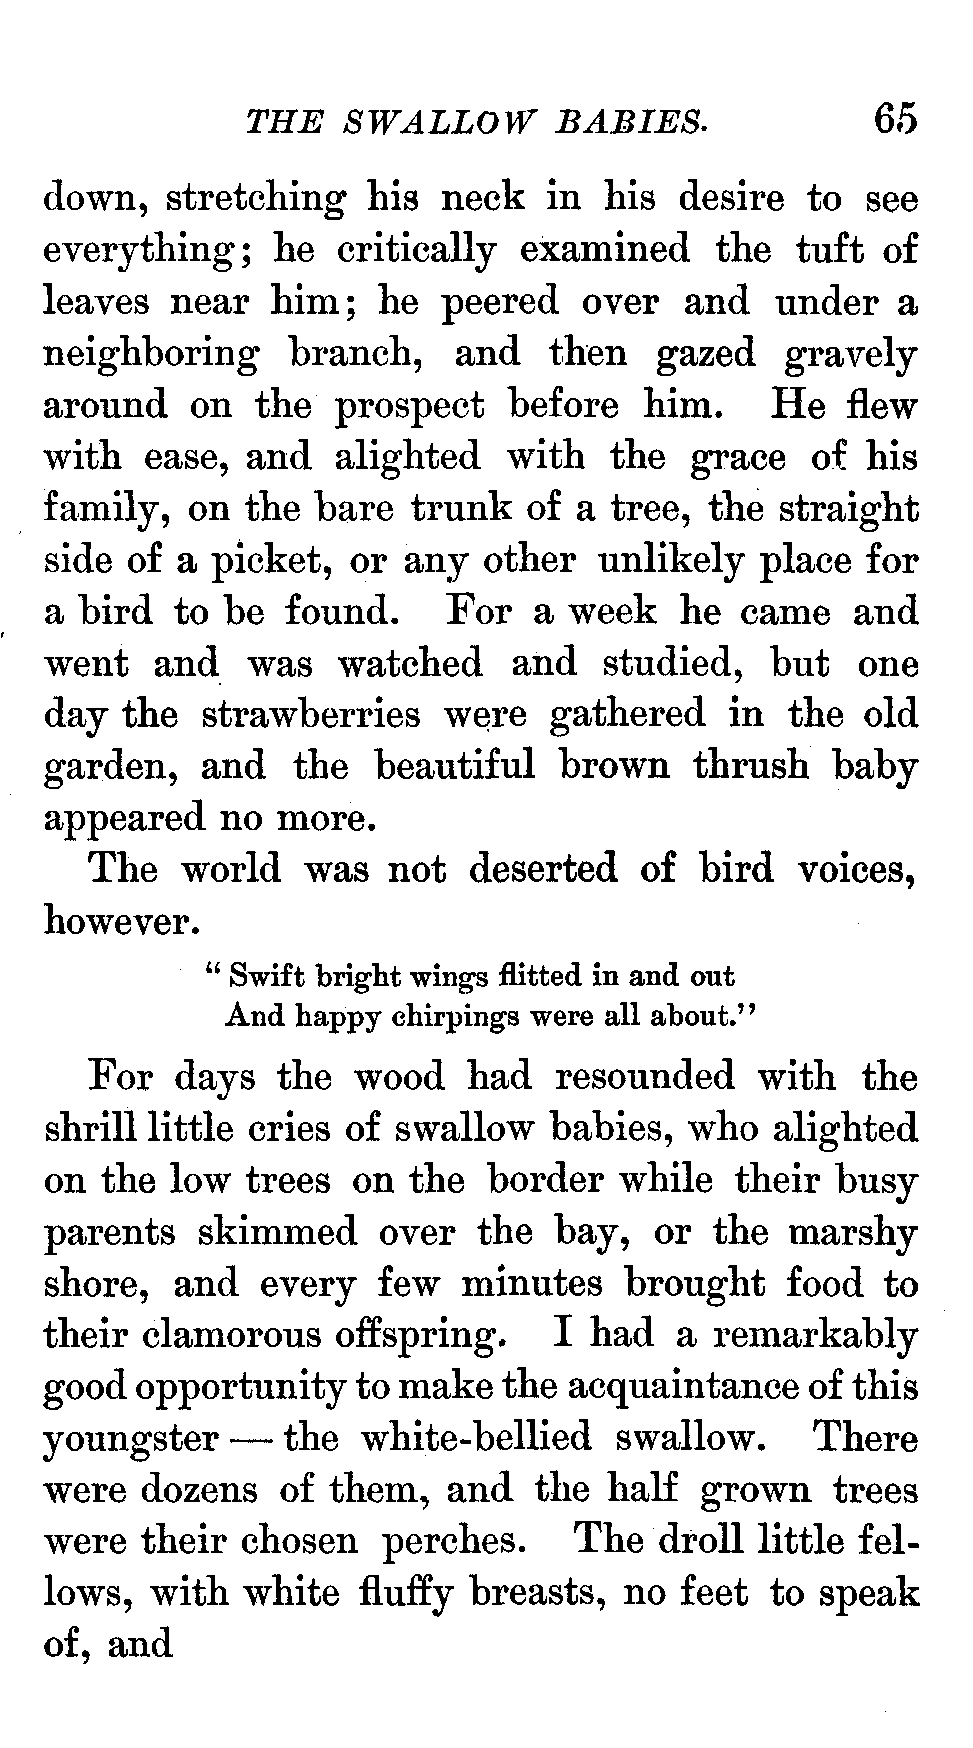 THE SWALLOW BABIES. 65
down, stretching his neck in his desire to see
everything; he critically examined the tuft of
leaves near him; he peered over and under a
neighboring branch, and then gazed gravely
around on the prospect before him. He flew
with ease, and alighted with the grace of his
family, on the bare trunk of a tree, the straight
side of a picket, or any other unlikely place for
a bird to be found. For a week he came and
went and was watched and studied, but one
day the strawberries were gathered in the old
garden, and the beautiful brown thrush baby
appeared no more.
The world was not deserted of bird voices,
however.
“Swift bright wings flitted in and out
And happy chirpings were all about.”
For days the wood had resounded with the
shrill little cries of swallow babies, who alighted
on the low trees on the border while their busy
parents skimmed over the bay, or the marshy
shore, and every few minutes brought food to
their clamorous offspring. I had a remarkably
good opportunity to make the acquaintance of this
youngster — the white-bellied swallow. There
were dozens of them, and the half grown trees
were their chosen perches. The droll little fel-
lows, with white fluffy breasts, no feet to speak
of, and